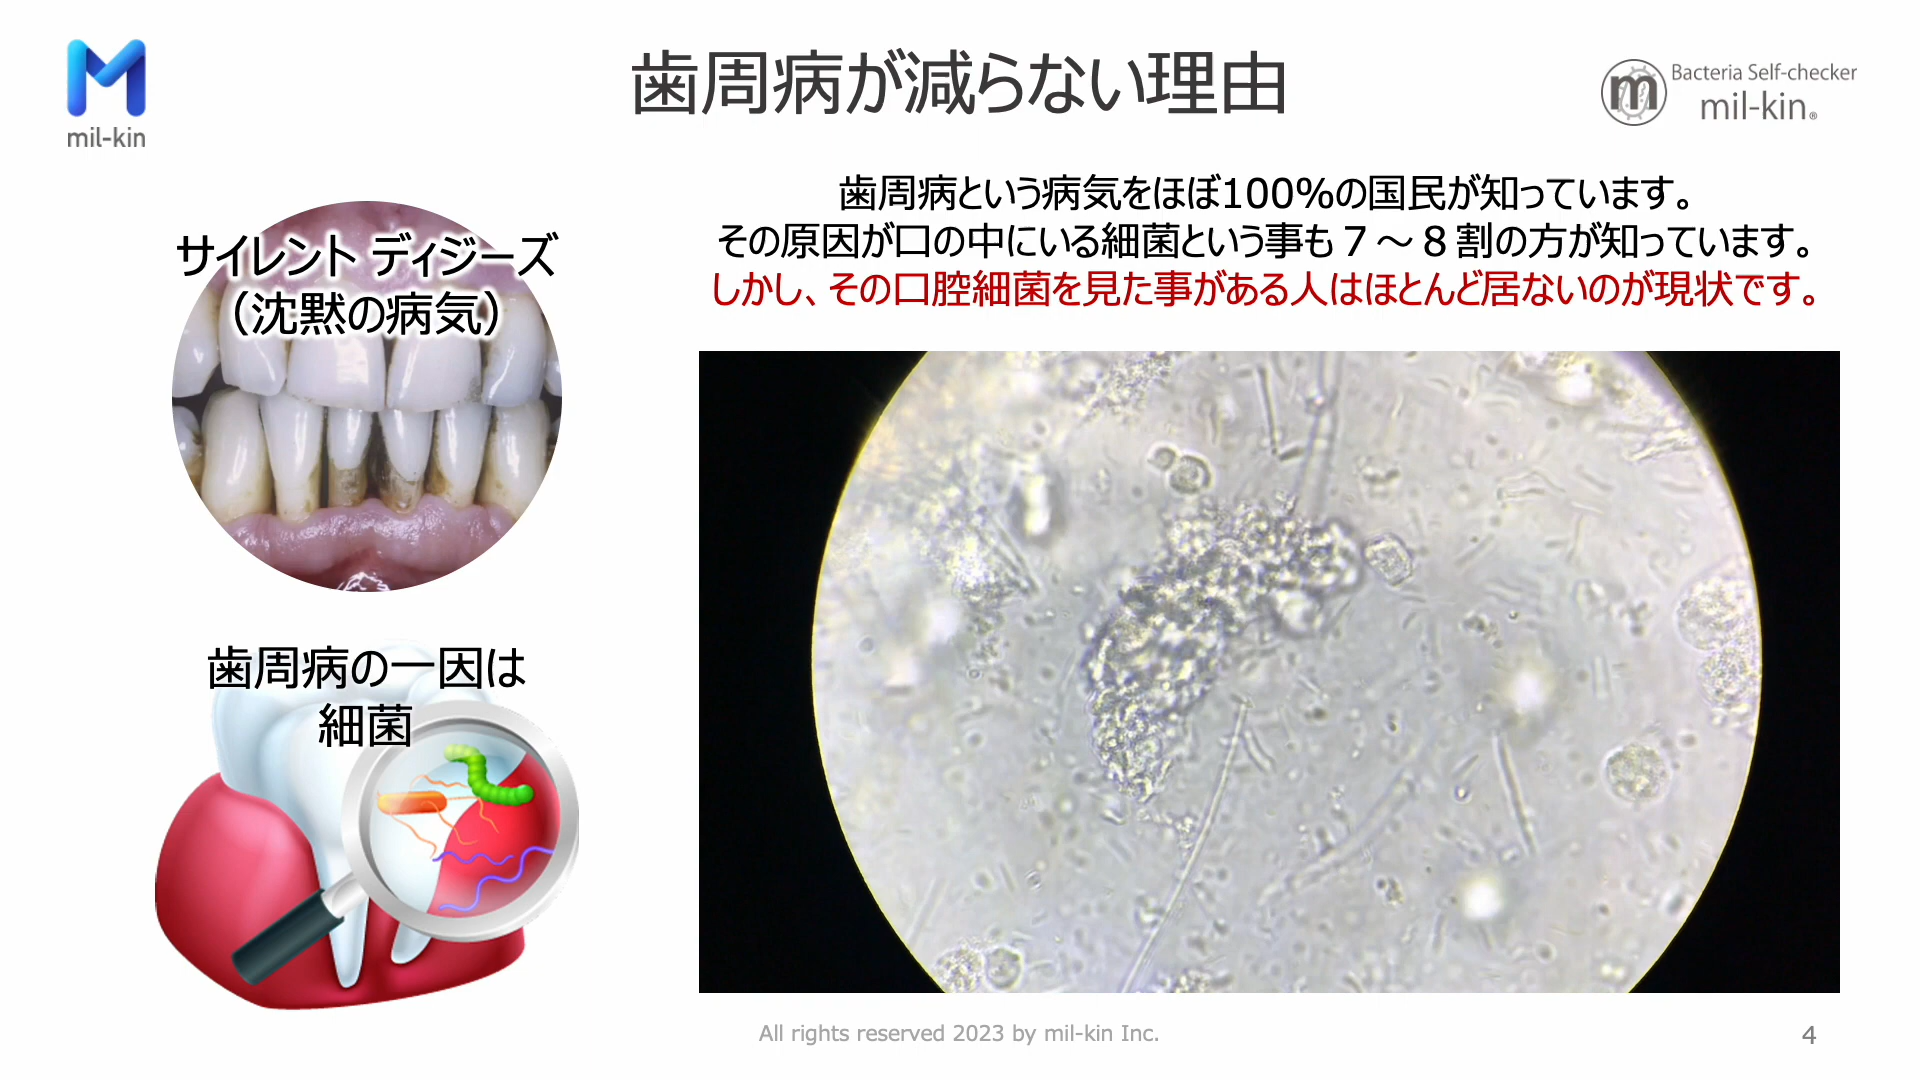 mil-kin
歯周病が減らない理由
Bacteria Self-checker
mil-kin®
サイレント ディジーズ
（沈黙の病気）
歯周病の一因は
細菌
歯周病という病気をほぼ100%の国民が知っています。
その原因が口の中にいる細菌という事も７～８割の方が知っています。
しかし、その口腔細菌を見た事がある人はほとんど居ないのが現状です。
All rights reserved 2023 by mil-kin Inc.
4